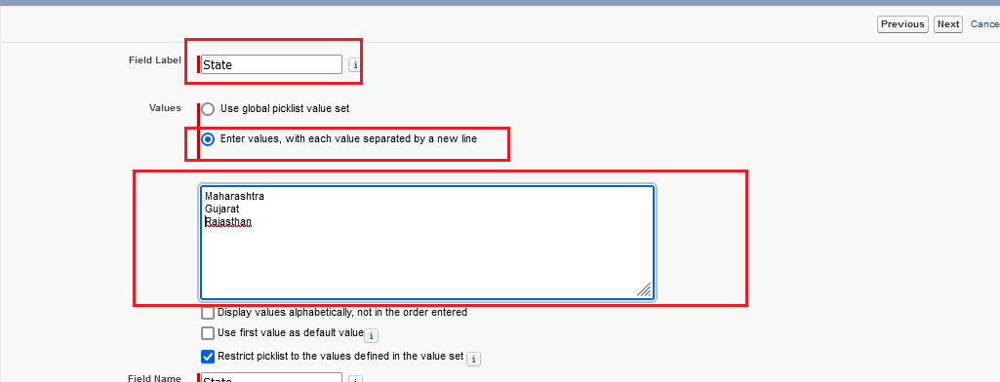 Previous Next Cance
Field Label State i
Values Use global picklist value set
Enter values, with each value separated by a new line
Maharashtra
Gujarat
Rajasthan
Display values alphabetically, not in the order entered
Use first value as default value i
Restrict picklist to the values defined in the value set i
Field Name State i